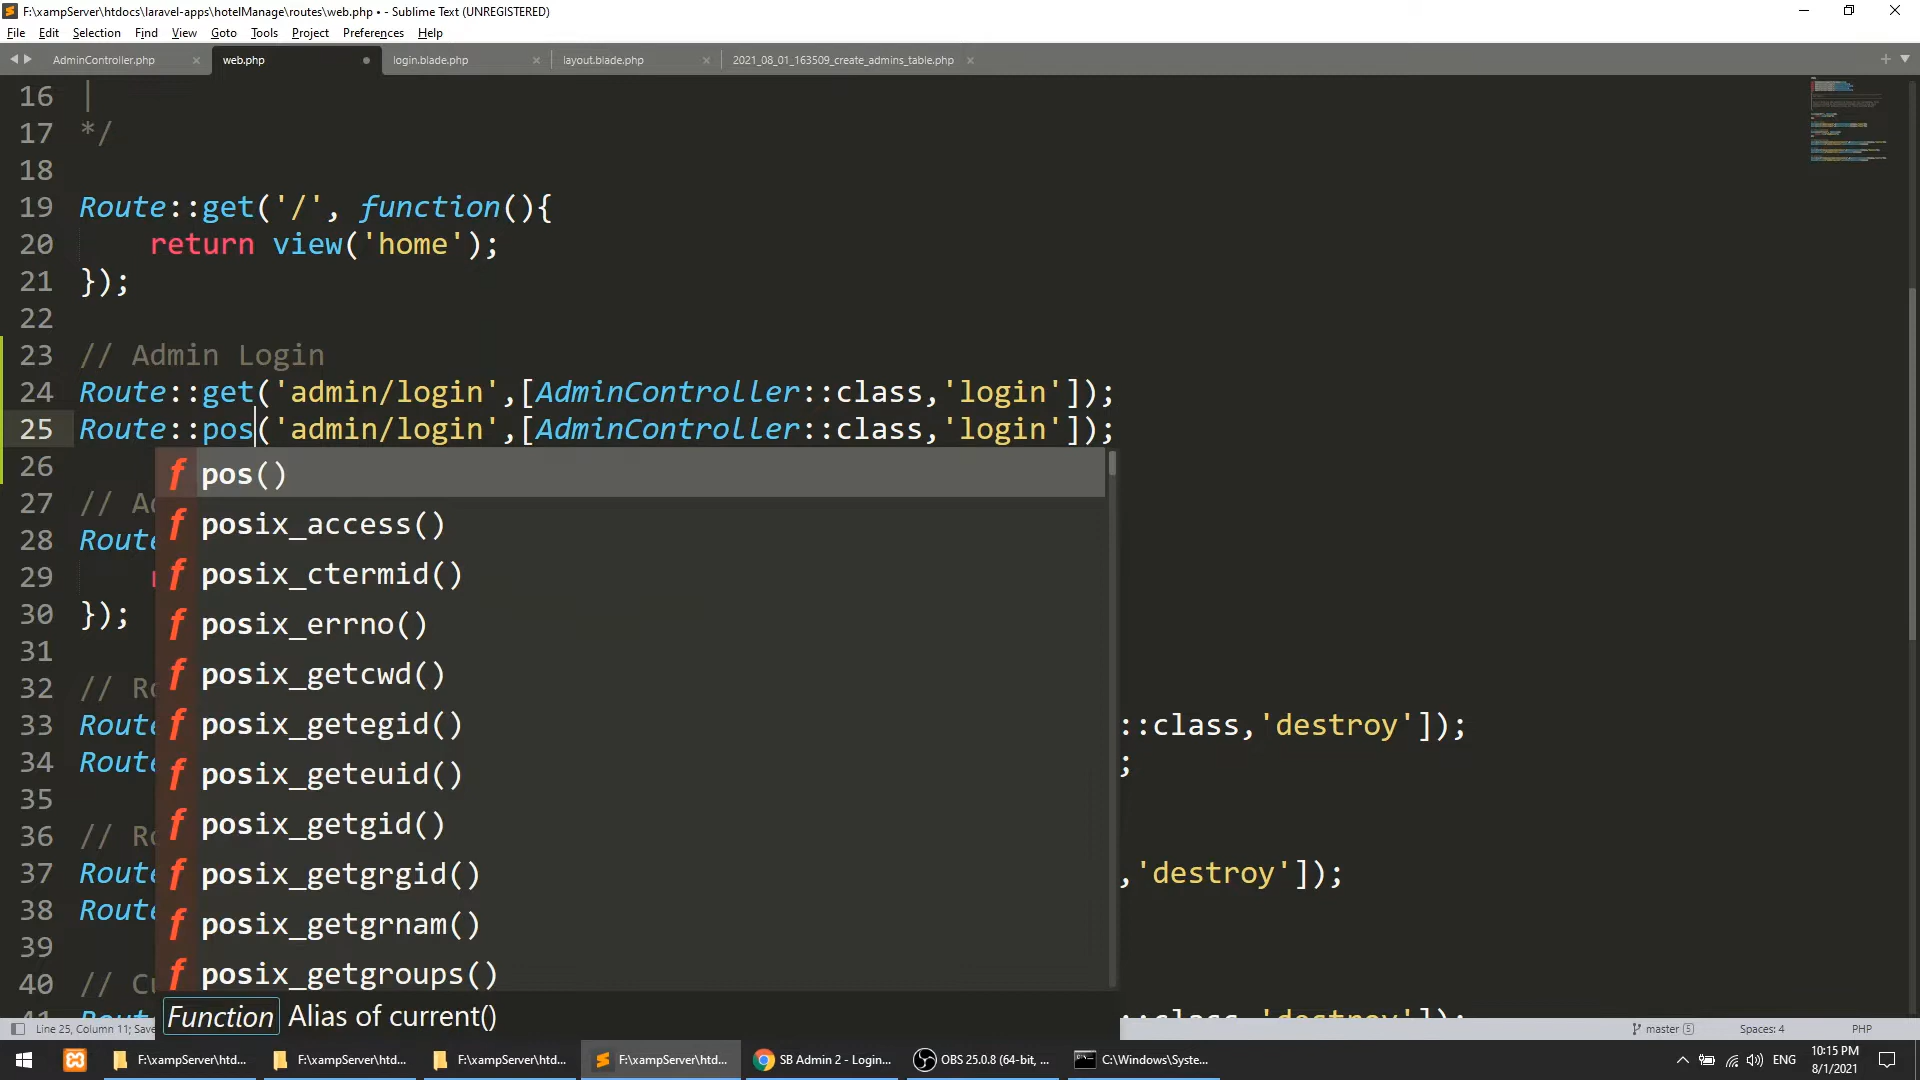 F:\xampServer\htdocs\laravel-apps\hotelManage\routes\web.php • - Sublime Text (UNREGISTERED)
File Edit Selection Find View Goto Tools Project Preferences Help
AdminController.php web.php login.blade.php layout.blade.php 2021_08_01_163509_create_admins_table.php
16 |
17 */
18
19 Route::get('/', function(){
20 return view('home');
21 });
22
23 // Admin Login
24 Route::get('admin/login',[AdminController::class,'login']);
25 Route::pos('admin/login',[AdminController::class,'login']);
26 pos()
posix_access()
27 //
28 posix_ctermid()
29 posix_errno()
30 });
31 posix_getcwd()
32 //
33 posix_getegid() ::class,'destroy']);
34 posix_geteuid() ;
35
36 // posix_getgid()
37 posix_getgrgid() ,'destroy']);
38 posix_getgrnam()
39
40 // posix_getgroups()
Function Alias of current()
Line 25, Column 11; master 5 Spaces: 4 PHP
F:\xampServer\htd... F:\xampServer\htd... F:\xampServer\htd... F:\xampServer\htd... SB Admin 2 - Login... OBS 25.0.8 (64-bit, ... C:\Windows\Syste... ENG 10:15 PM
8/1/2021